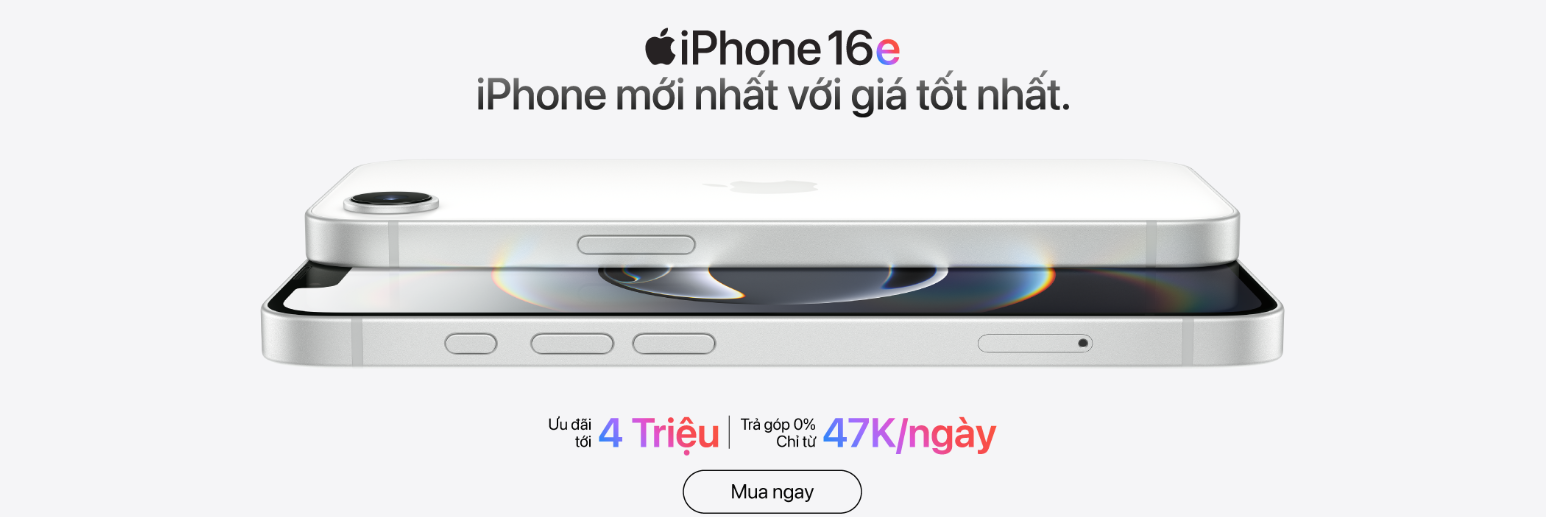 iPhone 16e
iPhone mới nhất với giá tốt nhất.
Ưu đãi
tới
4 Triệu
Trả góp 0%
Chỉ từ
47K/ngày
Mua ngay